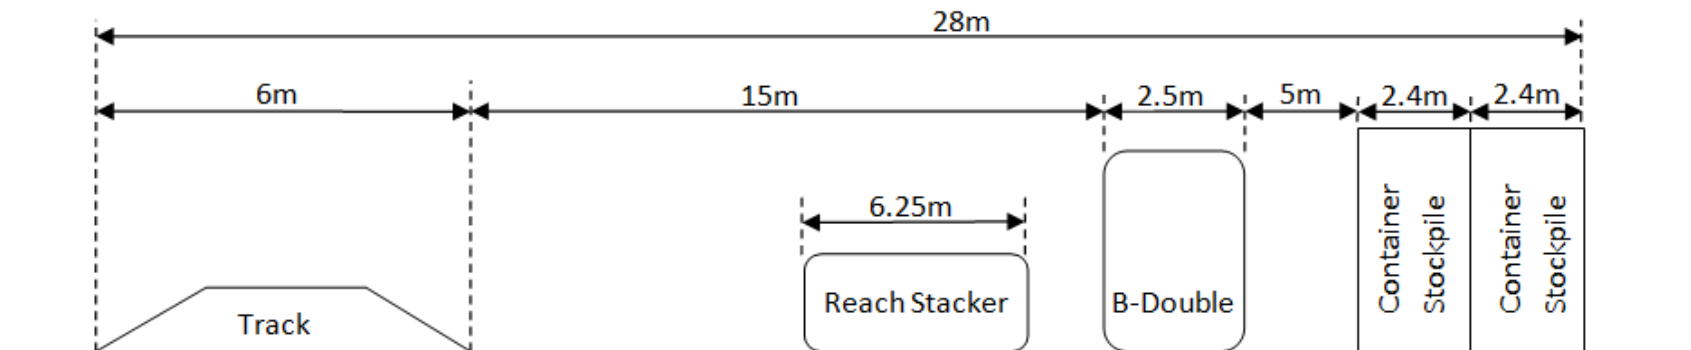 28m
6m
15m
2.5m
5m
2.4m
2.4m
6.25m
Container
Stockpile
Container
Stockpile
Reach Stacker
B-Double
Track